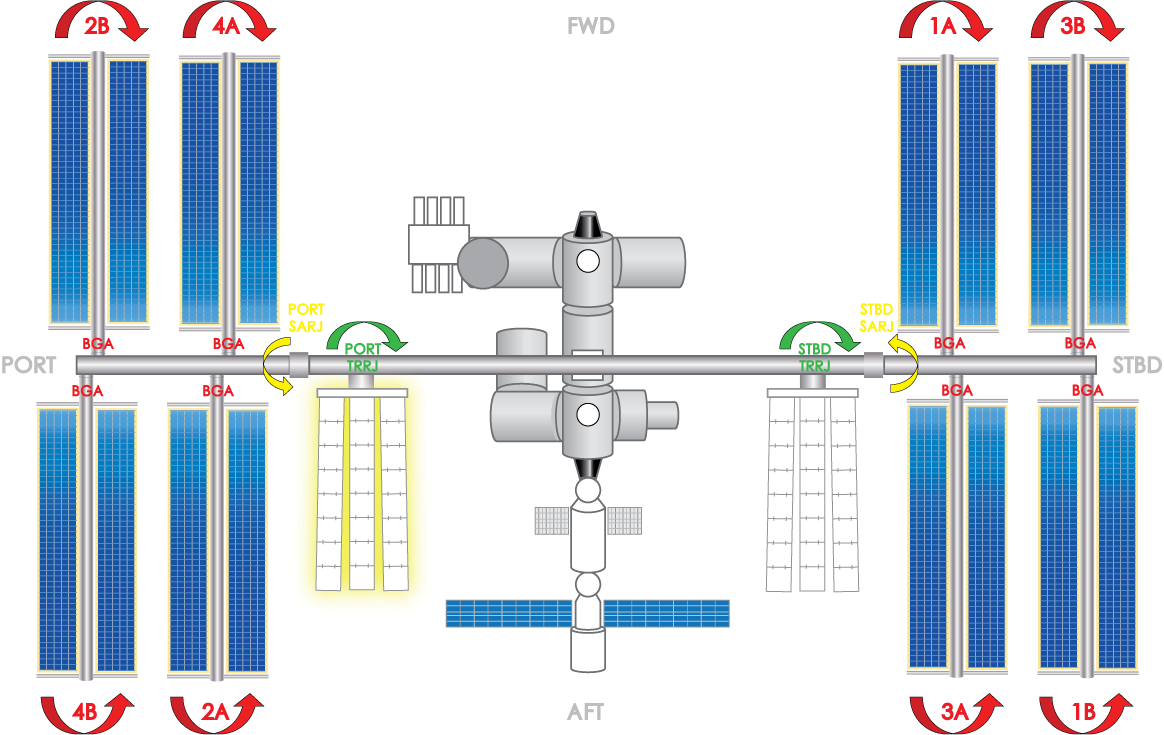 2B
4A
FWD
1A
3B
PORT
SARJ
STBD
SARJ
BGA
BGA
PORT
TRRJ
STBD
TRRJ
BGA
BGA
PORT
STBD
BGA
BGA
BGA
BGA
4B
2A
AFT
3A
1B